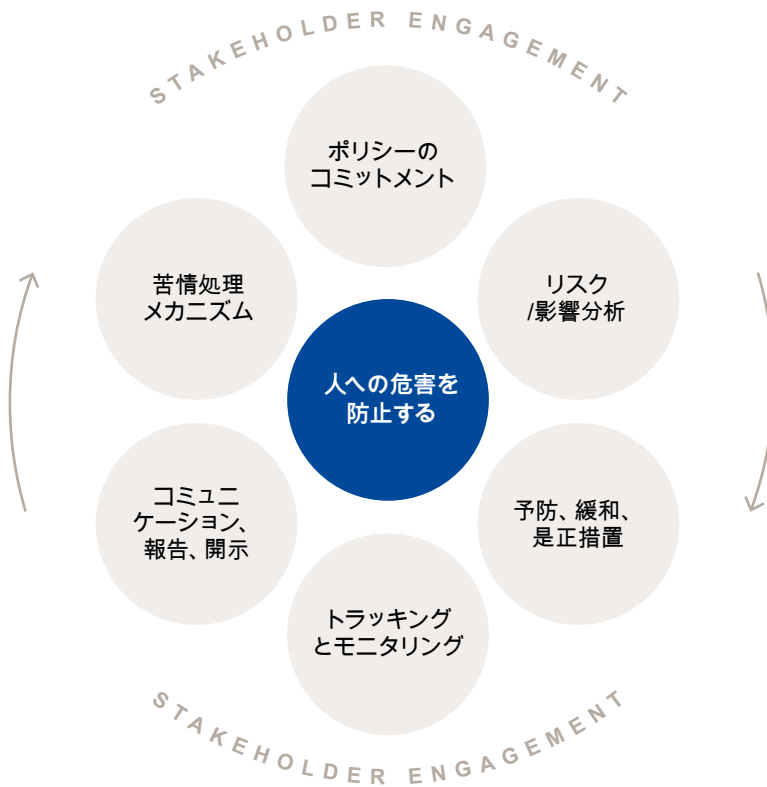 STAKEHOLDER ENGAGEMENT
ポリシーの
コミットメント
苦情処理
メカニズム
リスク
/影響分析
人への危害を
防止する
コミュニ
ケーション、
報告、開示
予防、緩和、
是正措置
トラッキング
とモニタリング
STAKEHOLDER ENGAGEMENT